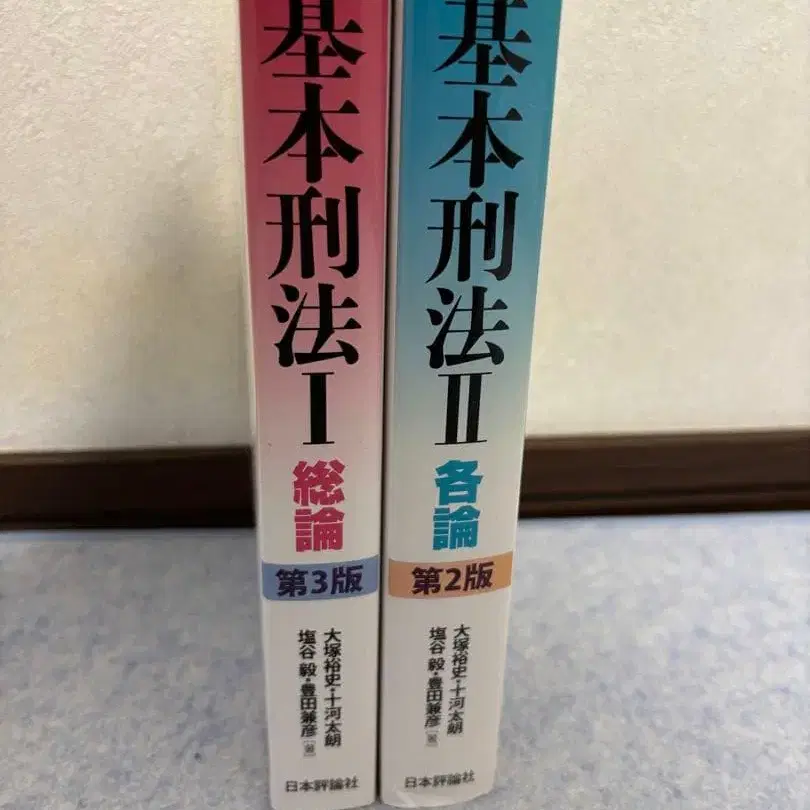 基本刑法Ⅰ
総論
第3版
大塚裕史・十河太朗
塩谷 毅・豊田兼彦[著]
日本評論社
基本刑法Ⅱ
各論
第2版
大塚裕史・十河太朗
塩谷 毅・豊田兼彦[著]
日本評論社